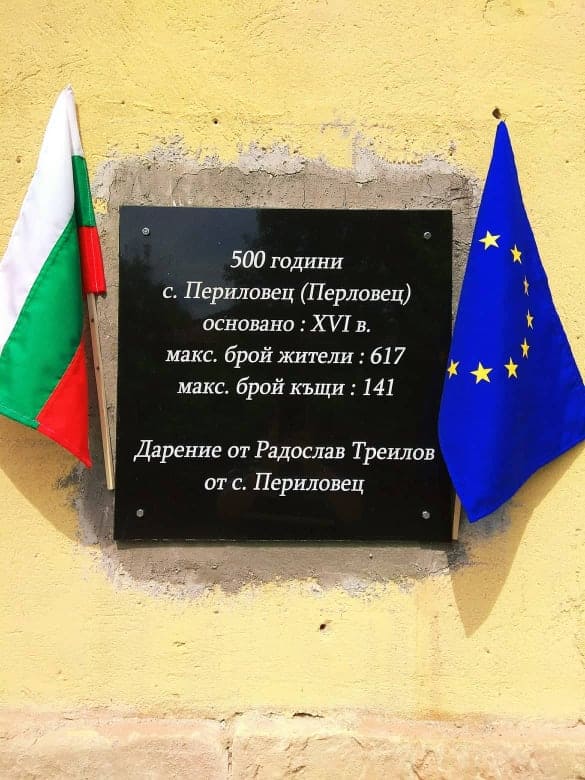 500 години
с. Периловец (Перловец)
основано : XVI в.
макс. брой жители : 617
макс. брой къщи : 141
Дарение от Радослав Треилов
от с. Периловец